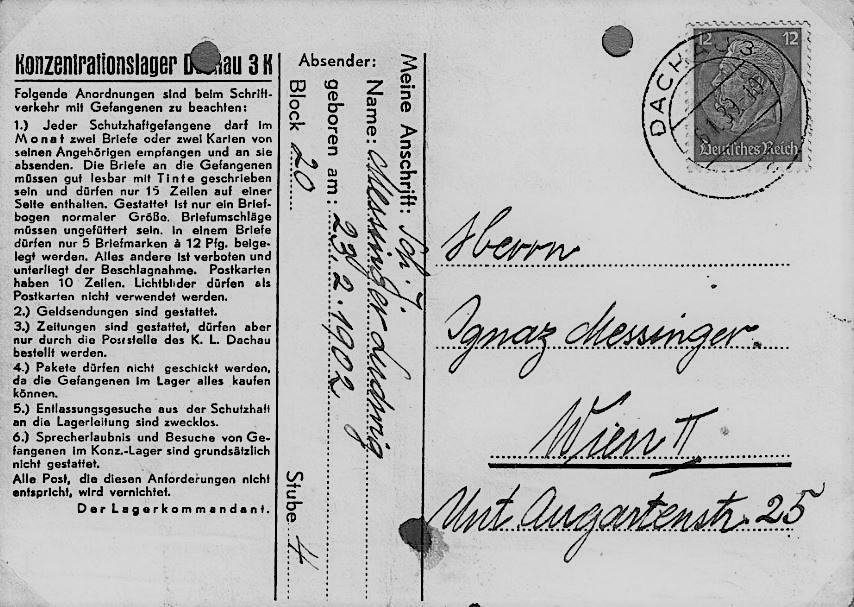 Konzentrationslager Dachau 3 K
Folgende Anordnungen sind beim Schrift-
verkehr mit Gefangenen zu beachten:
1.) Jeder Schutzhaftgefangene darf im
Monat zwei Briefe oder zwei Karten von
seinen Angehörigen empfangen und an sie
absenden. Die Briefe an die Gefangenen
müssen gut lesbar mit Tinte geschrieben
sein und dürfen nur 15 Zeilen auf einer
Seite enthalten. Gestattet ist nur ein Brief-
bogen normaler Größe. Briefumschläge
müssen ungefüttert sein. In einem Briefe
dürfen nur 5 Briefmarken à 12 Pfg. beige-
legt werden. Alles andere ist verboten und
unterliegt der Beschlagnahme. Postkarten
haben 10 Zeilen. Lichtbilder dürfen als
Postkarten nicht verwendet werden.
2.) Geldsendungen sind gestattet.
3.) Zeitungen sind gestattet, dürfen aber
nur durch die Poststelle des K. L. Dachau
bestellt werden.
4.) Pakete dürfen nicht geschickt werden,
da die Gefangenen im Lager alles kaufen
können.
5.) Entlassungsgesuche aus der Schutzhaft
an die Lagerleitung sind zwecklos.
6.) Sprecherlaubnis und Besuche von Ge-
fangenen im Konz.-Lager sind grundsätzlich
nicht gestattet.
Alle Post, die diesen Anforderungen nicht
entspricht, wird vernichtet.
Der Lagerkommandant.
Absender:
Meine Anschrift: Sch. J.
Name: Messinger Ludwig
geboren am: 23.2.1902
Block 20 Stube 4
12 12
Deutsches Reich
DACHAU 3
Herrn
Ignaz Messinger.
Wien II
Unt. Augartenstr. 25